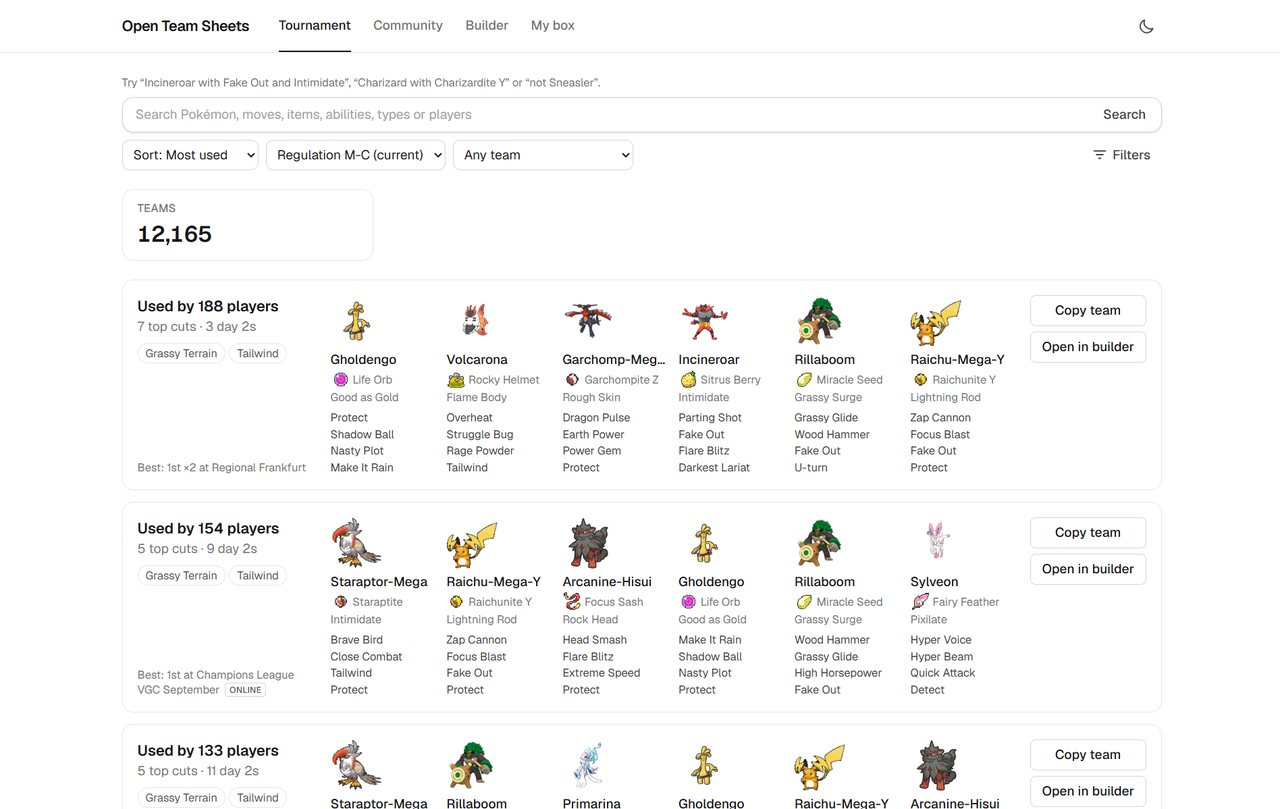 Open Team Sheets
Tournament
Community
Builder
My box
Try “Incineroar with Fake Out and Intimidate”, “Charizard with Charizardite Y” or “not Sneasler”.
Search Pokémon, moves, items, abilities, types or players
Search
Sort: Most used
Regulation M-C (current)
Any team
Filters
TEAMS
12,165
Used by 188 players
7 top cuts · 3 day 2s
Grassy Terrain
Tailwind
Best: 1st ×2 at Regional Frankfurt
Gholdengo
Life Orb
Good as Gold
Protect
Shadow Ball
Nasty Plot
Make It Rain
Volcarona
Rocky Helmet
Flame Body
Overheat
Struggle Bug
Rage Powder
Tailwind
Garchomp-Meg...
Garchompite Z
Rough Skin
Dragon Pulse
Earth Power
Power Gem
Protect
Incineroar
Sitrus Berry
Intimidate
Parting Shot
Fake Out
Flare Blitz
Darkest Lariat
Rillaboom
Miracle Seed
Grassy Surge
Grassy Glide
Wood Hammer
Fake Out
U-turn
Raichu-Mega-Y
Raichunite Y
Lightning Rod
Zap Cannon
Focus Blast
Fake Out
Protect
Copy team
Open in builder
Used by 154 players
5 top cuts · 9 day 2s
Grassy Terrain
Tailwind
Best: 1st at Champions League
VGC September ONLINE
Staraptor-Mega
Staraptite
Intimidate
Brave Bird
Close Combat
Tailwind
Protect
Raichu-Mega-Y
Raichunite Y
Lightning Rod
Zap Cannon
Focus Blast
Fake Out
Protect
Arcanine-Hisui
Focus Sash
Rock Head
Head Smash
Flare Blitz
Extreme Speed
Protect
Gholdengo
Life Orb
Good as Gold
Make It Rain
Shadow Ball
Nasty Plot
Protect
Rillaboom
Miracle Seed
Grassy Surge
Wood Hammer
Grassy Glide
High Horsepower
Fake Out
Sylveon
Fairy Feather
Pixilate
Hyper Voice
Hyper Beam
Quick Attack
Detect
Copy team
Open in builder
Used by 133 players
5 top cuts · 11 day 2s
Grassy Terrain
Tailwind
Staraptor-Mega
Rillaboom
Primarina
Gholdengo
Raichu-Mega-Y
Arcanine-Hisui
Copy team
Open in builder